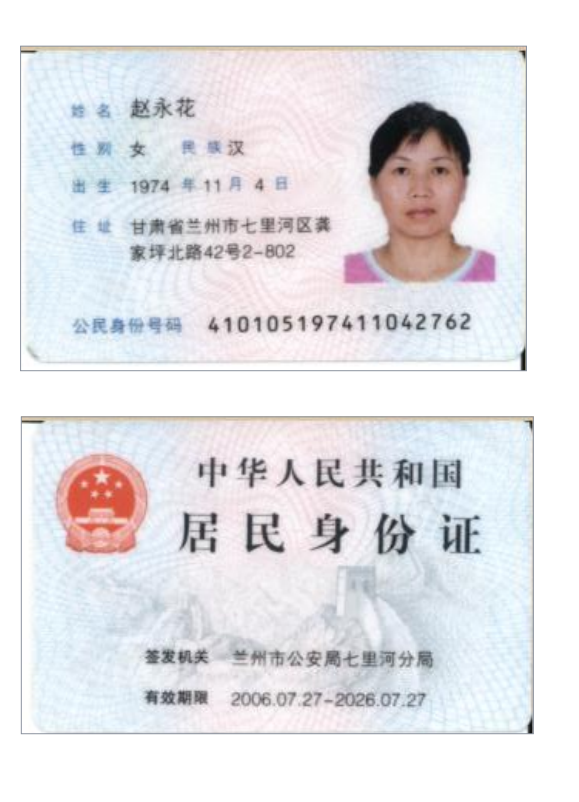 姓名 赵永花
性别 女 民族 汉
出生 1974 年 11 月 4 日
住址 甘肃省兰州市七里河区龚
家坪北路42号2-802
公民身份号码 410105197411042762
中华人民共和国
居民身份证
签发机关 兰州市公安局七里河分局
有效期限 2006.07.27-2026.07.27